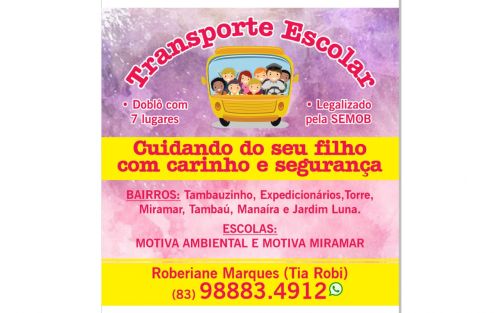 Transporte Escolar
• Doblô com
7 lugares
• Legalizado
pela SEMOB
Cuidando do seu filho
com carinho e segurança
BAIRROS: Tambauzinho, Expedicionários,Torre,
Miramar, Tambaú, Manaíra e Jardim Luna.
ESCOLAS:
MOTIVA AMBIENTAL E MOTIVA MIRAMAR
Roberiane Marques (Tia Robi)
(83) 98883.4912